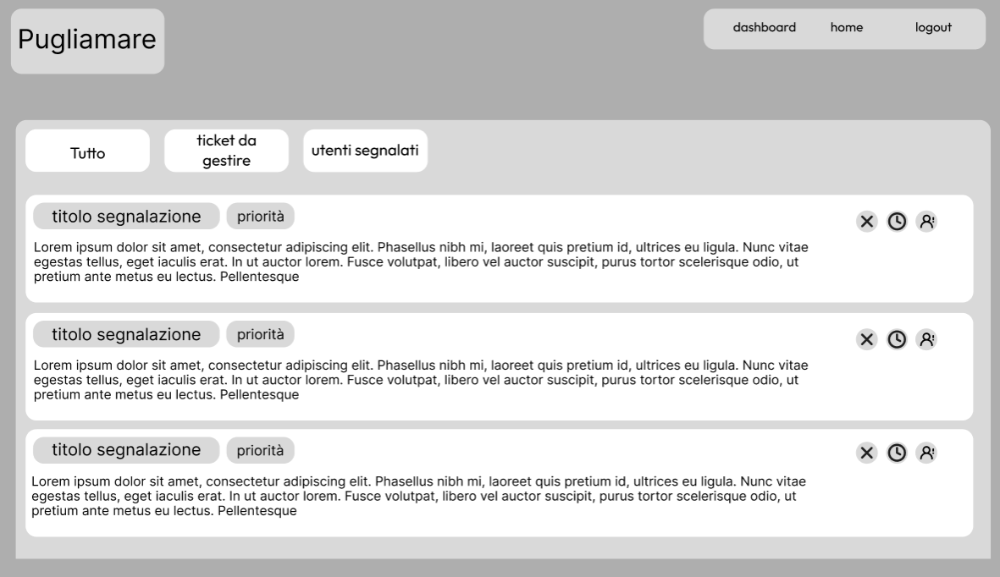 Pugliamare
dashboard home logout
Tutto
ticket da
gestire
utenti segnalati
titolo segnalazione priorità
Lorem ipsum dolor sit amet, consectetur adipiscing elit. Phasellus nibh mi, laoreet quis pretium id, ultrices eu ligula. Nunc vitae
egestas tellus, eget iaculis erat. In ut auctor lorem. Fusce volutpat, libero vel auctor suscipit, purus tortor scelerisque odio, ut
pretium ante metus eu lectus. Pellentesque
titolo segnalazione priorità
Lorem ipsum dolor sit amet, consectetur adipiscing elit. Phasellus nibh mi, laoreet quis pretium id, ultrices eu ligula. Nunc vitae
egestas tellus, eget iaculis erat. In ut auctor lorem. Fusce volutpat, libero vel auctor suscipit, purus tortor scelerisque odio, ut
pretium ante metus eu lectus. Pellentesque
titolo segnalazione priorità
Lorem ipsum dolor sit amet, consectetur adipiscing elit. Phasellus nibh mi, laoreet quis pretium id, ultrices eu ligula. Nunc vitae
egestas tellus, eget iaculis erat. In ut auctor lorem. Fusce volutpat, libero vel auctor suscipit, purus tortor scelerisque odio, ut
pretium ante metus eu lectus. Pellentesque